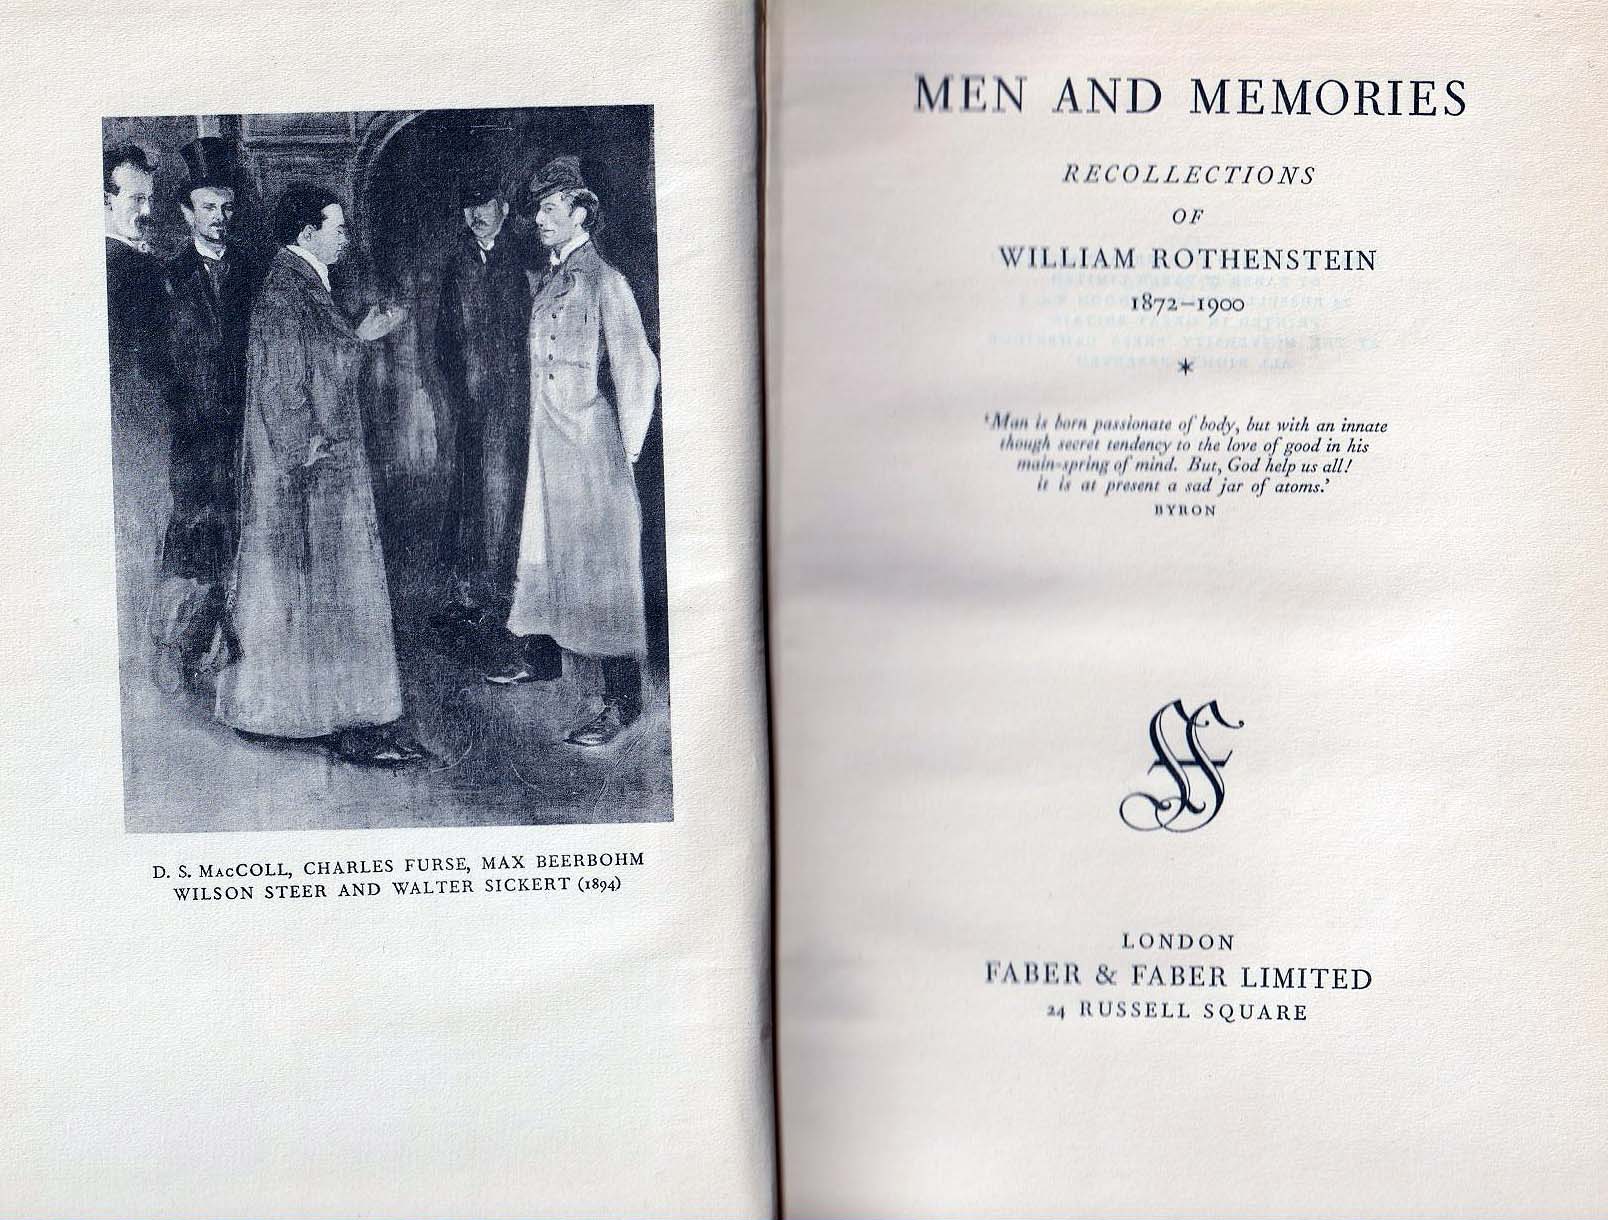 D. S. MacCOLL, CHARLES FURSE, MAX BEERBOHM
WILSON STEER AND WALTER SICKERT (1894)
MEN AND MEMORIES
RECOLLECTIONS
OF
WILLIAM ROTHENSTEIN
1872–1900
*
‘Man is born passionate of body, but with an innate
though secret tendency to the love of good in his
main-spring of mind. But, God help us all!
it is at present a sad jar of atoms.’
BYRON
FF
LONDON
FABER & FABER LIMITED
24 RUSSELL SQUARE